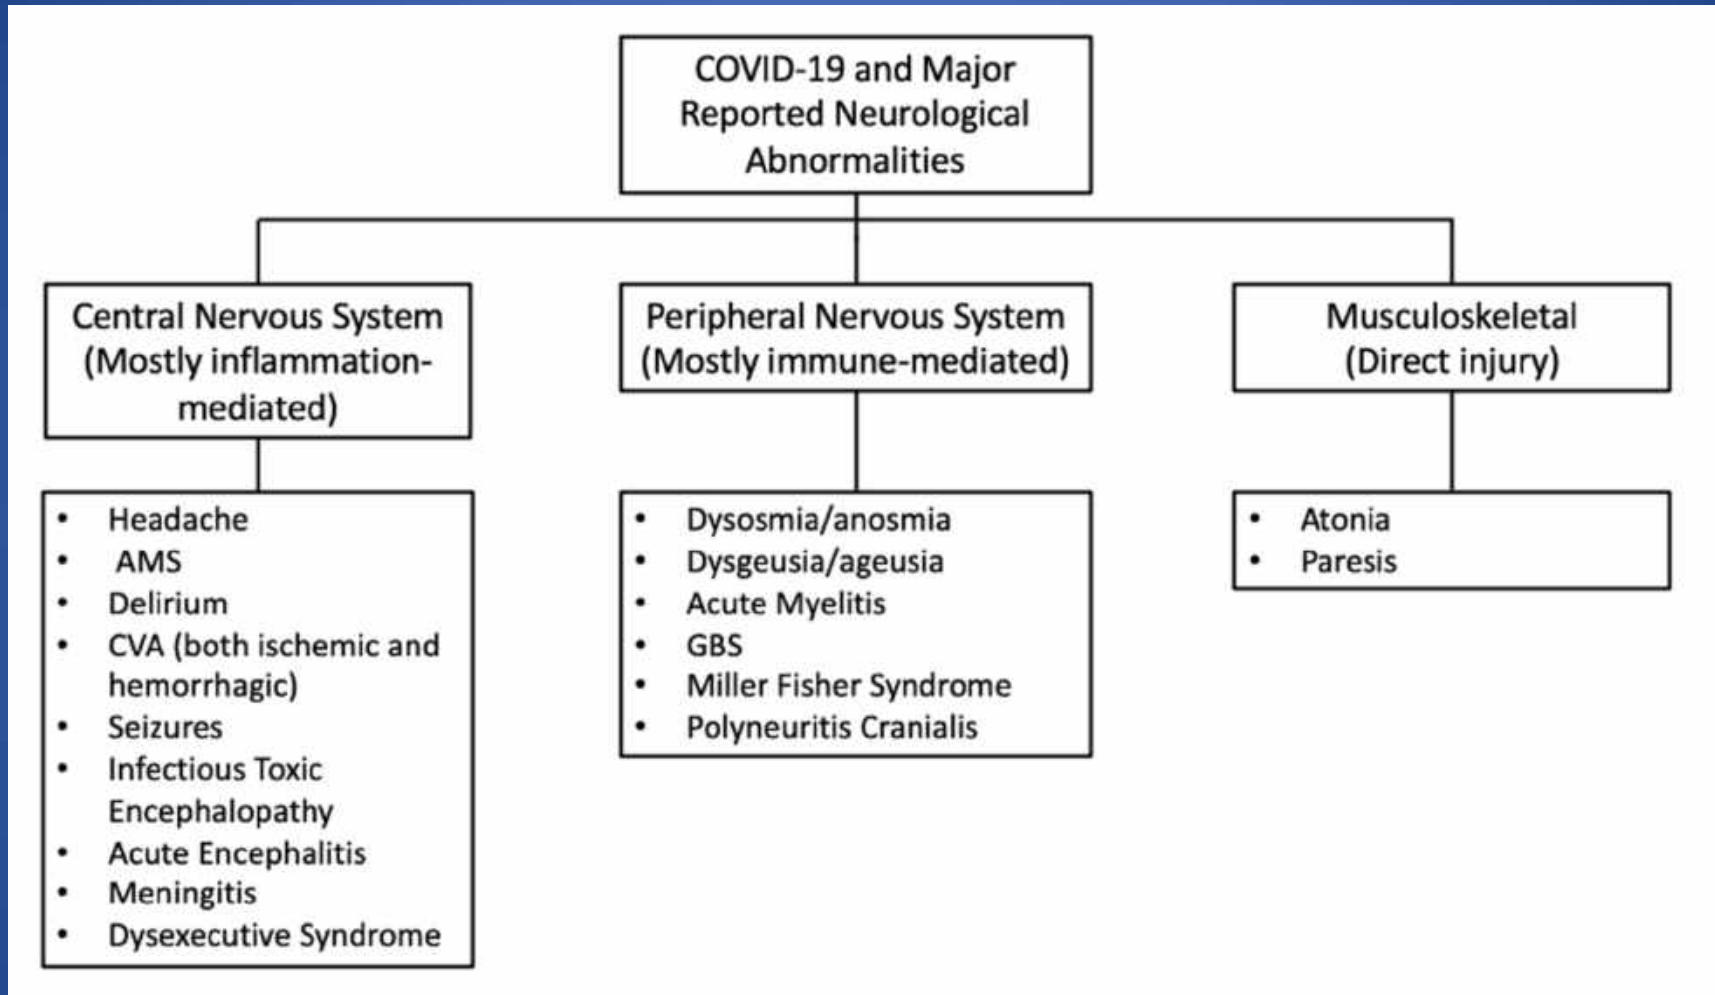 COVID-19 and Major
Reported Neurological
Abnormalities
Central Nervous System
(Mostly inflammation-
mediated)
• Headache
• AMS
• Delirium
• CVA (both ischemic and
hemorrhagic)
• Seizures
• Infectious Toxic
Encephalopathy
• Acute Encephalitis
• Meningitis
• Dysexecutive Syndrome
Peripheral Nervous System
(Mostly immune-mediated)
• Dysosmia/anosmia
• Dysgeusia/ageusia
• Acute Myelitis
• GBS
• Miller Fisher Syndrome
• Polyneuritis Cranialis
Musculoskeletal
(Direct injury)
• Atonia
• Paresis